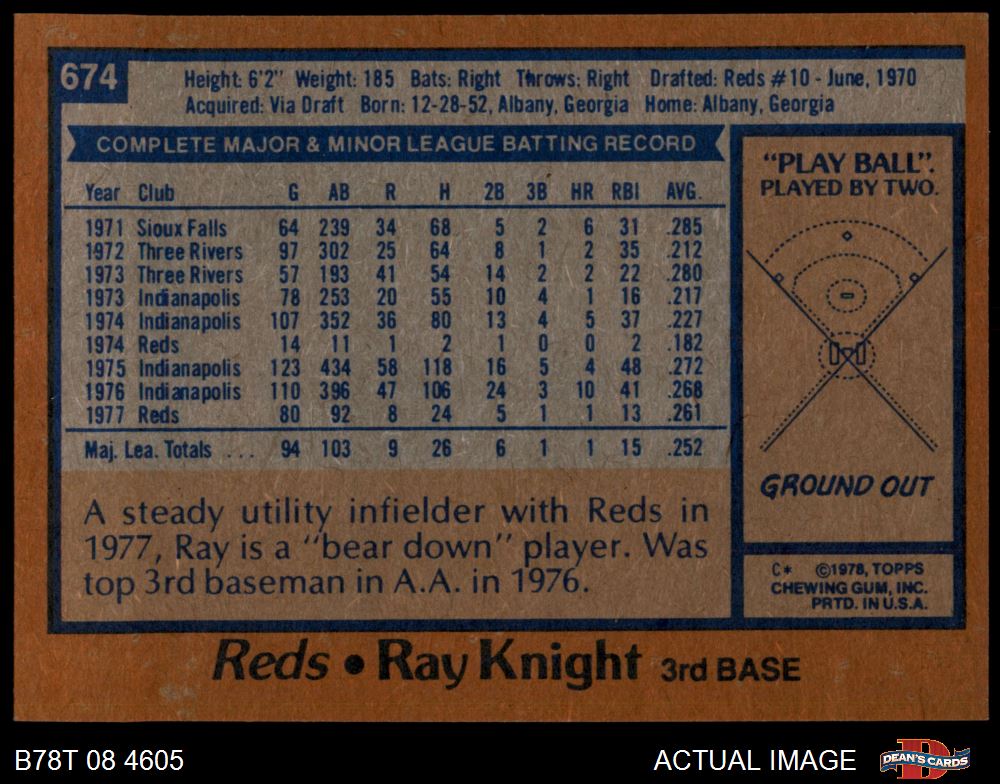 674
Height: 6'2" Weight: 185 Bats: Right Throws: Right Drafted: Reds #10 - June, 1970
Acquired: Via Draft Born: 12-28-52, Albany, Georgia Home: Albany, Georgia
COMPLETE MAJOR & MINOR LEAGUE BATTING RECORD
Year Club G AB R H 2B 3B HR RBI AVG.
1971 Sioux Falls 64 239 34 68 5 2 6 31 .285
1972 Three Rivers 97 302 25 64 8 1 2 35 .212
1973 Three Rivers 57 193 41 54 14 2 2 22 .280
1973 Indianapolis 78 253 20 55 10 4 1 16 .217
1974 Indianapolis 107 352 36 80 13 4 5 37 .227
1974 Reds 14 11 1 2 1 0 0 2 .182
1975 Indianapolis 123 434 58 118 16 5 4 48 .272
1976 Indianapolis 110 396 47 106 24 3 10 41 .268
1977 Reds 80 92 8 24 5 1 1 13 .261
Maj. Lea. Totals ... 94 103 9 26 6 1 1 15 .252
A steady utility infielder with Reds in
1977, Ray is a "bear down" player. Was
top 3rd baseman in A.A. in 1976.
"PLAY BALL".
PLAYED BY TWO.
GROUND OUT
C* ©1978, TOPPS
CHEWING GUM, INC.
PRTD. IN U.S.A.
Reds • Ray Knight 3rd BASE
B78T 08 4605
ACTUAL IMAGE
DEAN'S CARDS